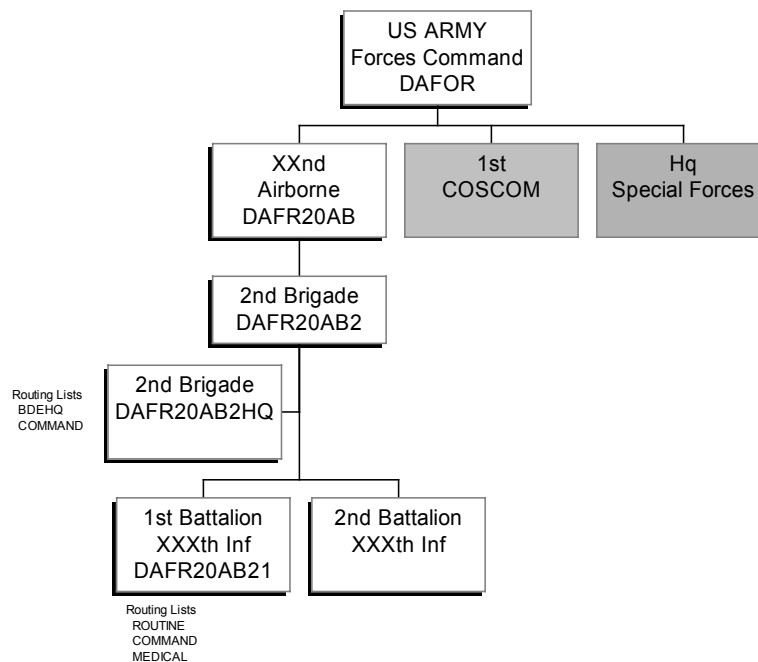 US ARMY
Forces Command
DAFOR
XXnd
Airborne
DAFR20AB
1st
COSCOM
Hq
Special Forces
2nd Brigade
DAFR20AB2
Routing Lists
BDEHQ
COMMAND
2nd Brigade
DAFR20AB2HQ
1st Battalion
XXXth Inf
DAFR20AB21
2nd Battalion
XXXth Inf
Routing Lists
ROUTINE
COMMAND
MEDICAL